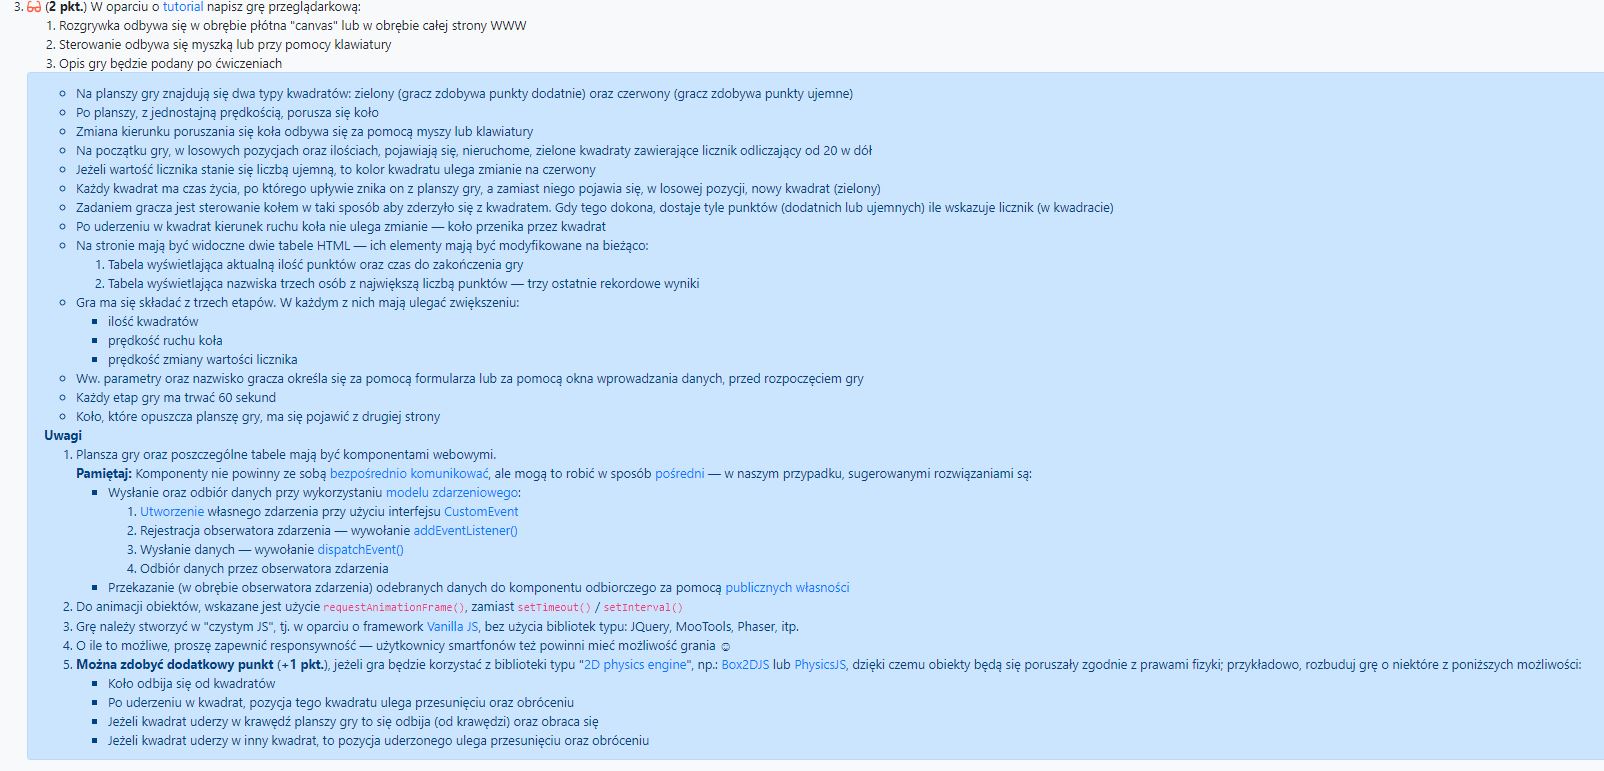 3. (2 pkt.) W oparciu o tutorial napisz grę przeglądarkową:
1. Rozgrywka odbywa się w obrębie płótna "canvas" lub w obrębie całej strony WWW
2. Sterowanie odbywa się myszką lub przy pomocy klawiatury
3. Opis gry będzie podany po ćwiczeniach
Na planszy gry znajdują się dwa typy kwadratów: zielony (gracz zdobywa punkty dodatnie) oraz czerwony (gracz zdobywa punkty ujemne)
Po planszy, z jednostajną prędkością, porusza się koło
Zmiana kierunku poruszania się koła odbywa się za pomocą myszy lub klawiatury
Na początku gry, w losowych pozycjach oraz ilościach, pojawiają się, nieruchome, zielone kwadraty zawierające licznik odliczający od 20 w dół
Jeżeli wartość licznika stanie się liczbą ujemną, to kolor kwadratu ulega zmianie na czerwony
Każdy kwadrat ma czas życia, po którego upływie znika on z planszy gry, a zamiast niego pojawia się, w losowej pozycji, nowy kwadrat (zielony)
Zadaniem gracza jest sterowanie kołem w taki sposób aby zderzyło się z kwadratem. Gdy tego dokona, dostaje tyle punktów (dodatnich lub ujemnych) ile wskazuje licznik (w kwadracie)
Po uderzeniu w kwadrat kierunek ruchu koła nie ulega zmianie — koło przenika przez kwadrat
Na stronie mają być widoczne dwie tabele HTML — ich elementy mają być modyfikowane na bieżąco:
1. Tabela wyświetlająca aktualną ilość punktów oraz czas do zakończenia gry
2. Tabela wyświetlająca nazwiska trzech osób z największą liczbą punktów — trzy ostatnie rekordowe wyniki
Gra ma się składać z trzech etapów. W każdym z nich mają ulegać zwiększeniu:
ilość kwadratów
prędkość ruchu koła
prędkość zmiany wartości licznika
Ww. parametry oraz nazwisko gracza określa się za pomocą formularza lub za pomocą okna wprowadzania danych, przed rozpoczęciem gry
Każdy etap gry ma trwać 60 sekund
Koło, które opuszcza planszę gry, ma się pojawić z drugiej strony
Uwagi
1. Plansza gry oraz poszczególne tabele mają być komponentami webowymi.
Pamiętaj: Komponenty nie powinny ze sobą bezpośrednio komunikować, ale mogą to robić w sposób pośredni — w naszym przypadku, sugerowanymi rozwiązaniami są:
Wysłanie oraz odbiór danych przy wykorzystaniu modelu zdarzeniowego:
1. Utworzenie własnego zdarzenia przy użyciu interfejsu CustomEvent
2. Rejestracja obserwatora zdarzenia — wywołanie addEventListener()
3. Wysłanie danych — wywołanie dispatchEvent()
4. Odbiór danych przez obserwatora zdarzenia
Przekazanie (w obrębie obserwatora zdarzenia) odebranych danych do komponentu odbiorczego za pomocą publicznych własności
2. Do animacji obiektów, wskazane jest użycie requestAnimationFrame(), zamiast setTimeout() / setInterval()
3. Grę należy stworzyć w "czystym JS", tj. w oparciu o framework Vanilla JS, bez użycia bibliotek typu: JQuery, MooTools, Phaser, itp.
4. O ile to możliwe, proszę zapewnić responsywność — użytkownicy smartfonów też powinni mieć możliwość grania ☺
5. Można zdobyć dodatkowy punkt (+1 pkt.), jeżeli gra będzie korzystać z biblioteki typu "2D physics engine", np.: Box2DJS lub PhysicsJS, dzięki czemu obiekty będą się poruszały zgodnie z prawami fizyki; przykładowo, rozbuduj grę o niektóre z poniższych możliwości:
Koło odbija się od kwadratów
Po uderzeniu w kwadrat, pozycja tego kwadratu ulega przesunięciu oraz obróceniu
Jeżeli kwadrat uderzy w krawędź planszy gry to się odbija (od krawędzi) oraz obraca się
Jeżeli kwadrat uderzy w inny kwadrat, to pozycja uderzonego ulega przesunięciu oraz obróceniu